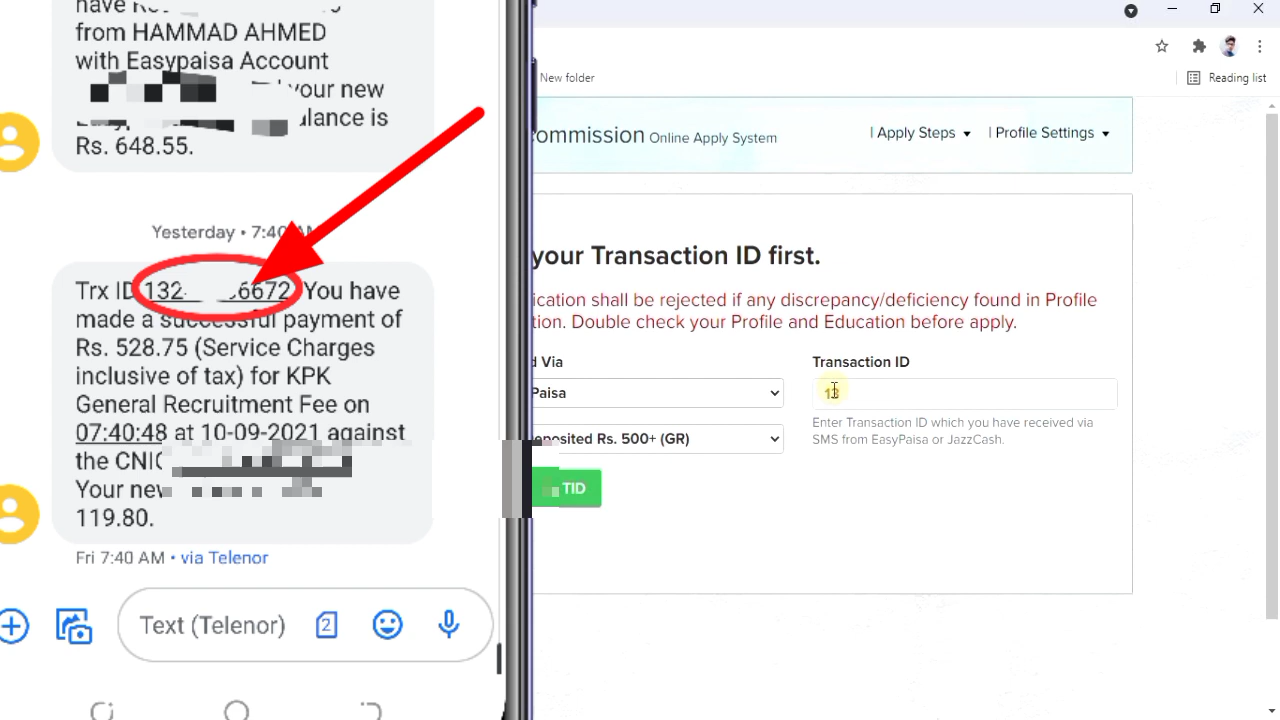 have
from HAMMAD AHMED
with Easypaisa Account
your new
balance is
Rs. 648.55.
Yesterday • 7:40 AM
Trx ID 132 6672 You have
made a successful payment of
Rs. 528.75 (Service Charges
inclusive of tax) for KPK
General Recruitment Fee on
07:40:48 at 10-09-2021 against
the CNIC
Your new
119.80.
Fri 7:40 AM • via Telenor
Text (Telenor)
2
New folder
Reading list
ommission Online Apply System
| Apply Steps
| Profile Settings
your Transaction ID first.
ication shall be rejected if any discrepancy/deficiency found in Profile
tion. Double check your Profile and Education before apply.
d Via
Transaction ID
Paisa
13
Enter Transaction ID which you have received via
SMS from EasyPaisa or JazzCash.
eposited Rs. 500+ (GR)
TID